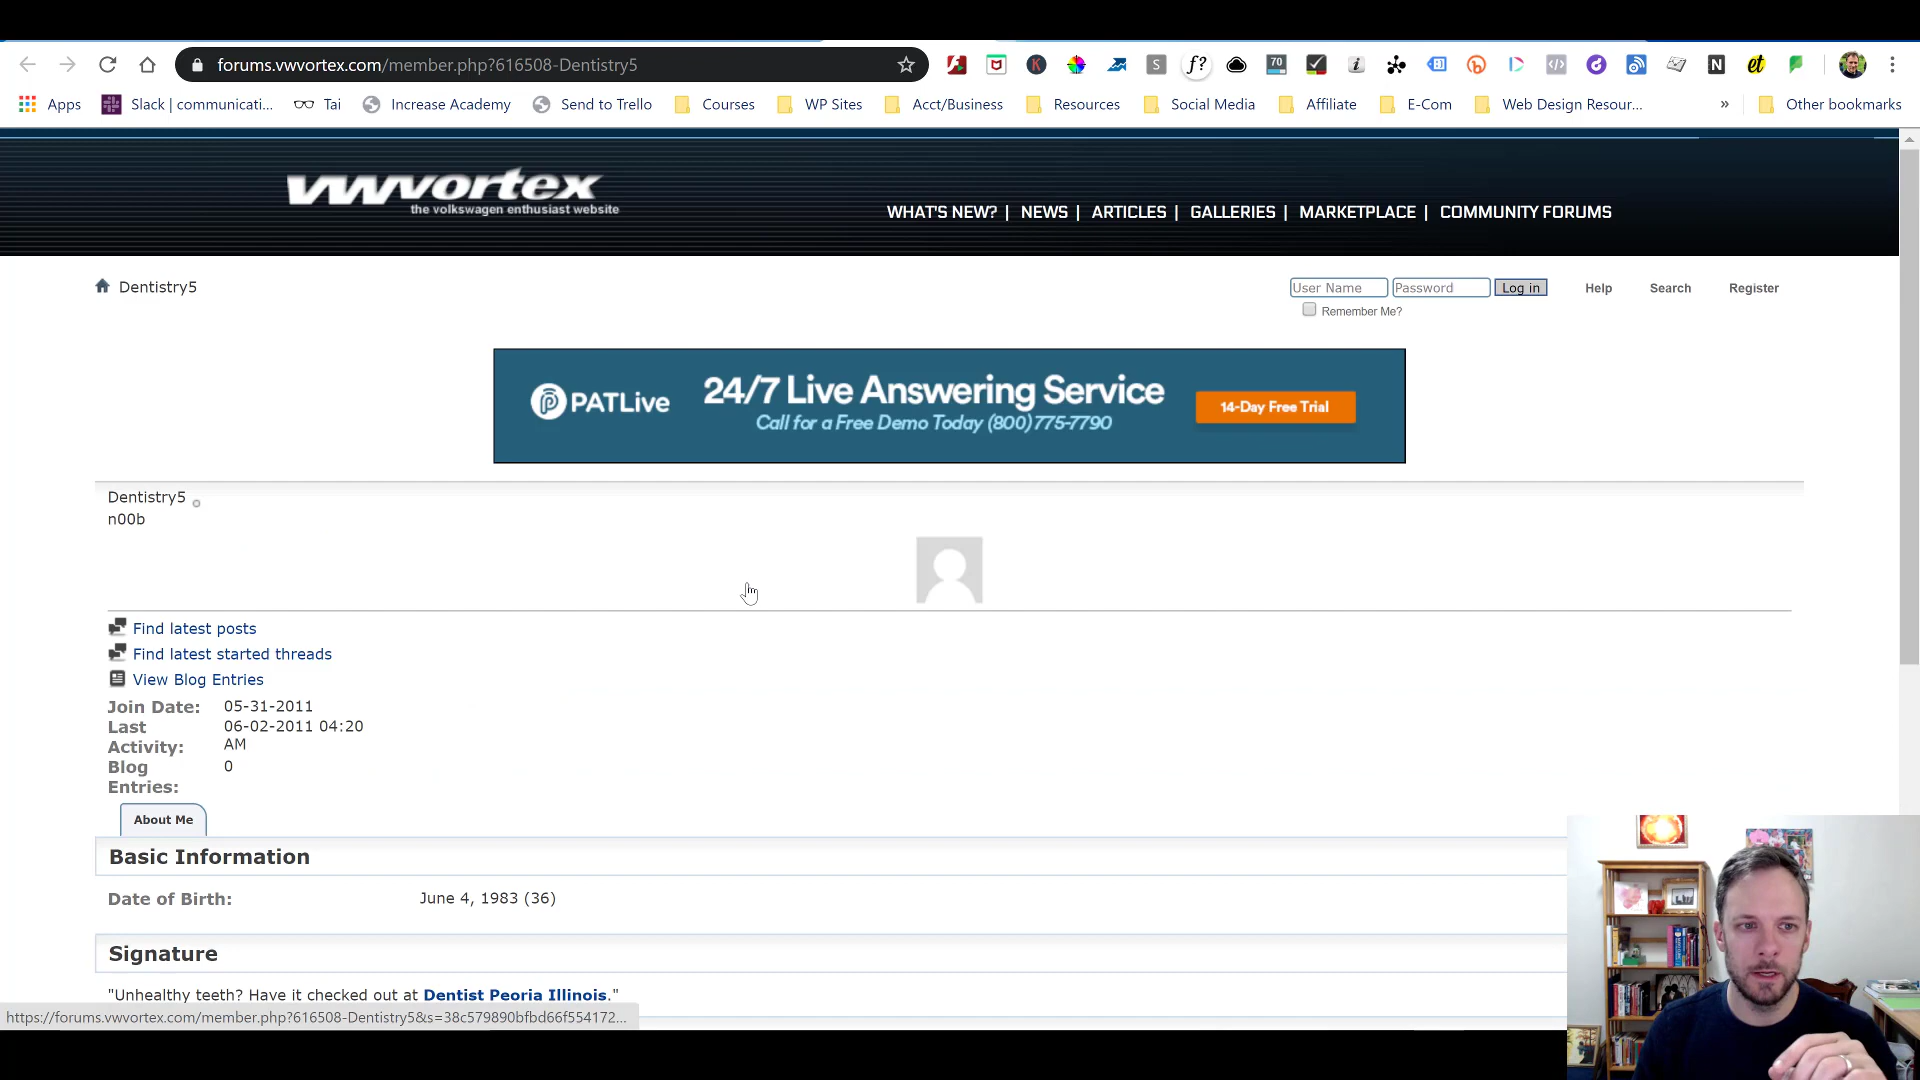 forums.vwvortex.com/member.php?616508-Dentistry5
Apps Slack | communicati... Tai Increase Academy Send to Trello Courses WP Sites Acct/Business Resources Social Media Affiliate E-Com Web Design Resour... » Other bookmarks
vwvortex
the volkswagen enthusiast website
WHAT'S NEW? | NEWS | ARTICLES | GALLERIES | MARKETPLACE | COMMUNITY FORUMS
Dentistry5
User Name Password Log in Help Search Register
Remember Me?
PATLive 24/7 Live Answering Service
Call for a Free Demo Today (800)775-7790
14-Day Free Trial
Dentistry5
n00b
Find latest posts
Find latest started threads
View Blog Entries
Join Date: 05-31-2011
Last Activity: 06-02-2011 04:20 AM
Blog Entries: 0
About Me
Basic Information
Date of Birth: June 4, 1983 (36)
Signature
"Unhealthy teeth? Have it checked out at Dentist Peoria Illinois."
https://forums.vwvortex.com/member.php?616508-Dentistry5&s=38c579890bfbd66f554172...